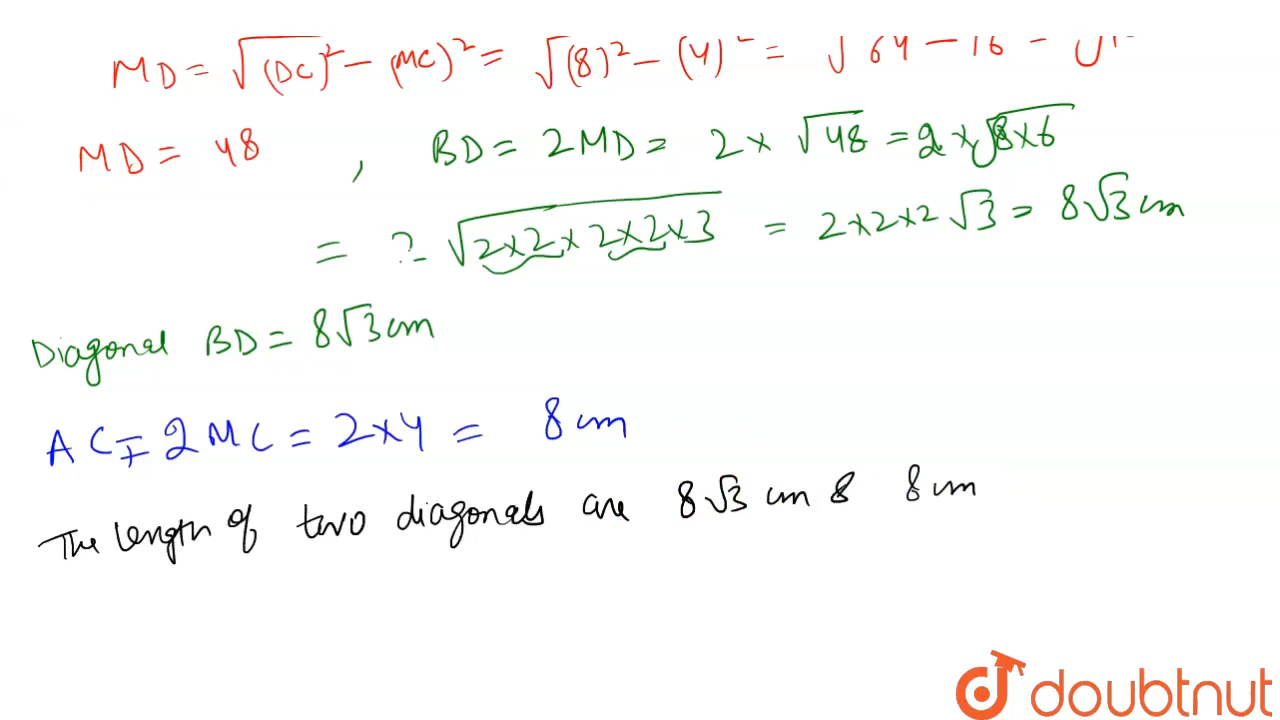 MD = √(DC)² - (MC)² = √(8)² - (4)² = √64 - 16 =
MD = 48 , BD = 2MD = 2 × √48 = 2 × √8×6
= 2 √2×2×2×2×3 = 2×2×2 √3 = 8√3 cm
Diagonal BD = 8√3 cm
AC = 2MC = 2×4 = 8 cm
The length of two diagonals are 8√3 cm & 8 cm
doubtnut